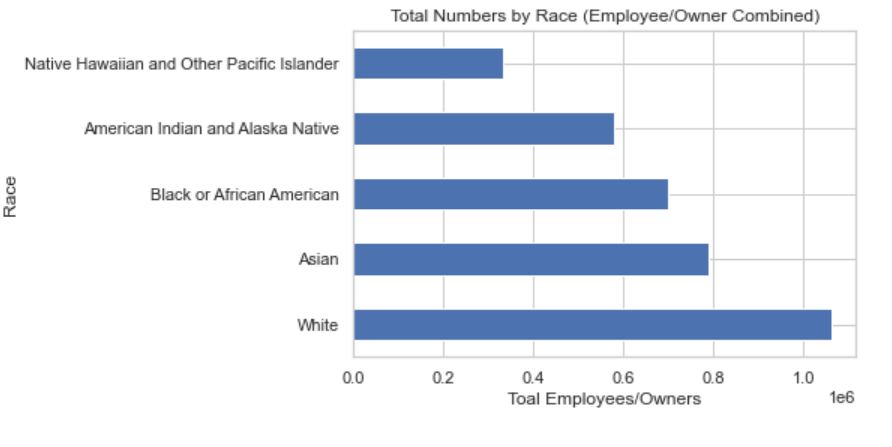 Total Numbers by Race (Employee/Owner Combined)
Native Hawaiian and Other Pacific Islander
American Indian and Alaska Native
Black or African American
Asian
White
Race
0.0 0.2 0.4 0.6 0.8 1.0
1e6
Toal Employees/Owners